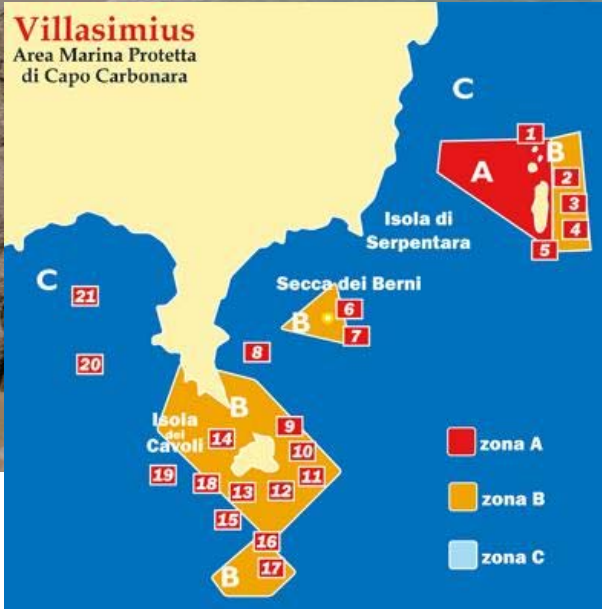 Villasimius
Area Marina Protetta
di Capo Carbonara
C
1
A
B
2
3
4
5
Isola di
Serpentara
Secca dei Berni
C
21
6
B
7
20
8
B
Isola
dei
Cavoli
9
14
10
19
18
11
13
12
15
16
B
17
zona A
zona B
zona C